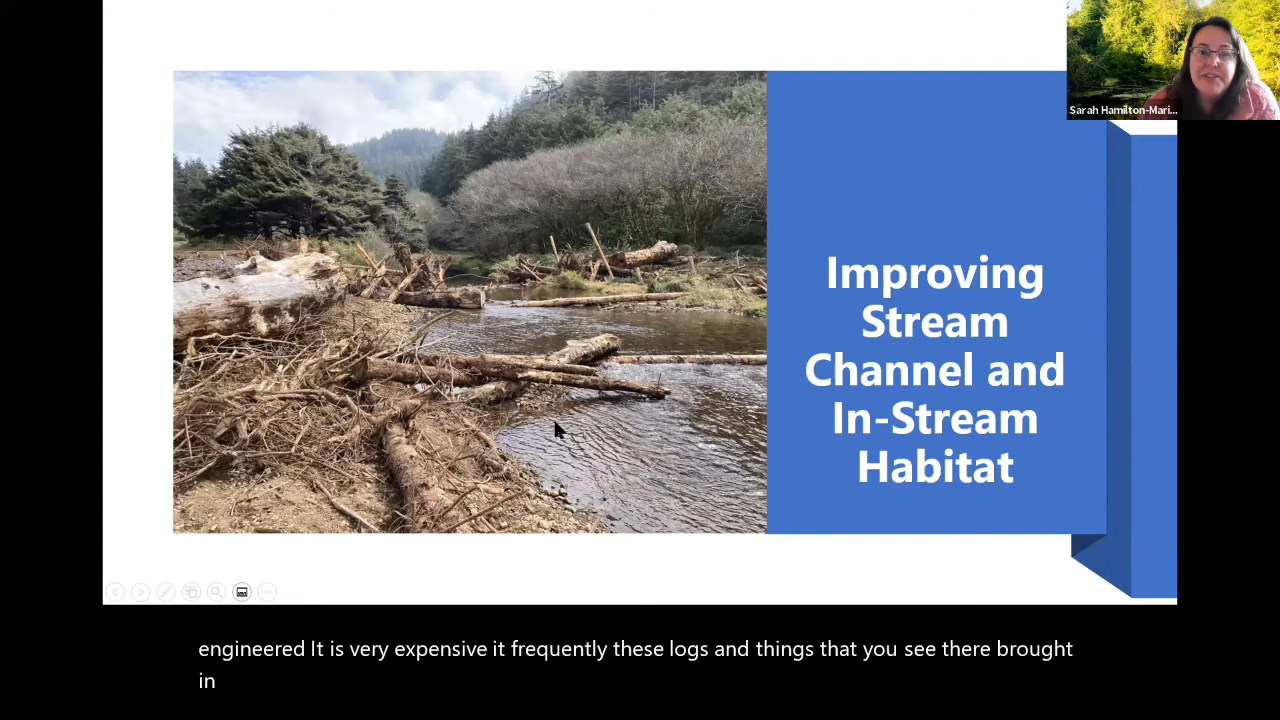 Sarah Hamilton-Mari...
Improving
Stream
Channel and
In-Stream
Habitat
engineered It is very expensive it frequently these logs and things that you see there brought
in